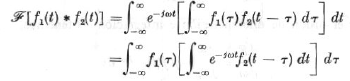 ℱ[f₁(t) * f₂(t)] = ∫_{-∞}^{∞} e^{-jωt} [ ∫_{-∞}^{∞} f₁(τ)f₂(t − τ) dτ ] dt
= ∫_{-∞}^{∞} f₁(τ) [ ∫_{-∞}^{∞} e^{-jωt} f₂(t − τ) dt ] dτ